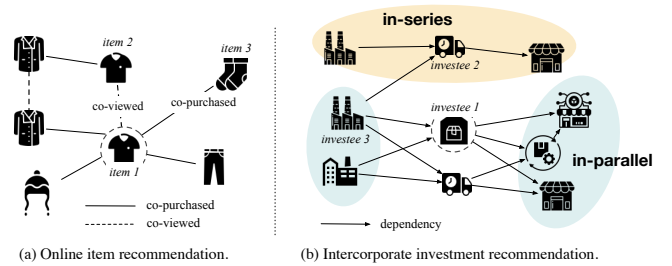 item 2
item 3
co-viewed
co-purchased
item 1
co-purchased
co-viewed
(a) Online item recommendation.
in-series
investee 2
investee 1
investee 3
in-parallel
dependency
(b) Intercorporate investment recommendation.